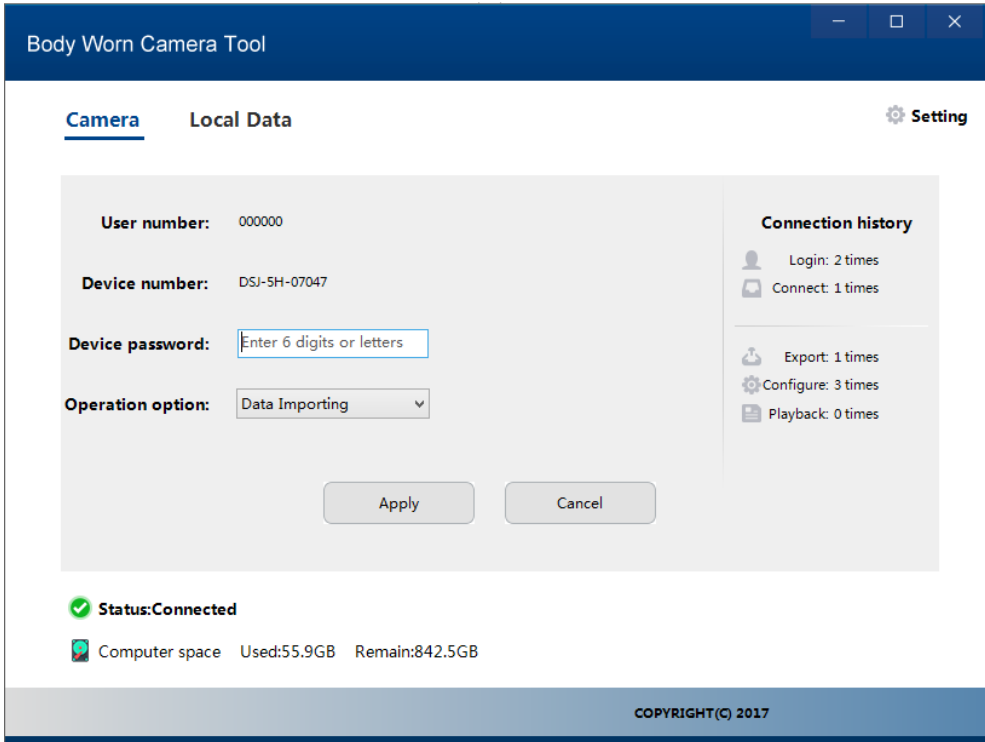 Body Worn Camera Tool
Camera Local Data Setting
User number: 000000
Device number: DSJ-5H-07047
Device password: Enter 6 digits or letters
Operation option: Data Importing
Apply Cancel
Connection history
Login: 2 times
Connect: 1 times
Export: 1 times
Configure: 3 times
Playback: 0 times
Status:Connected
Computer space Used:55.9GB Remain:842.5GB
COPYRIGHT(C) 2017